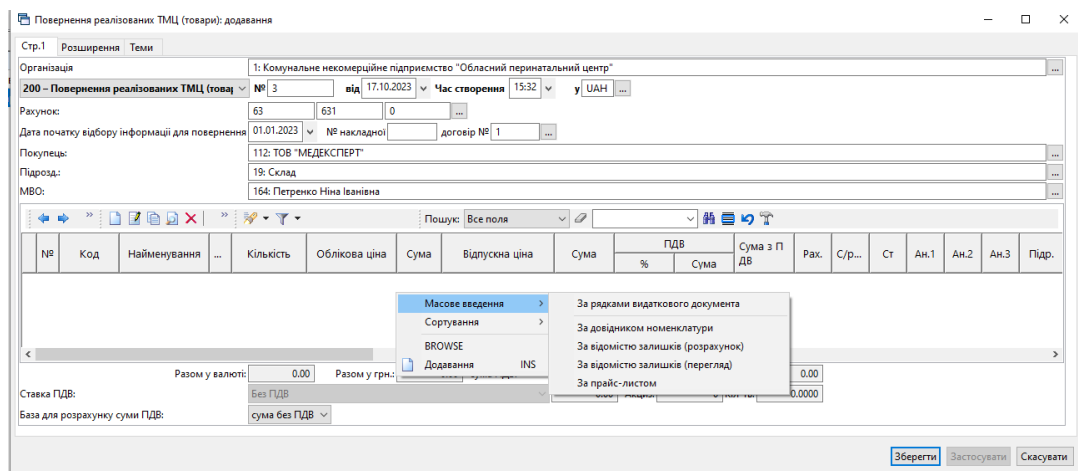 Повернення реалізованих ТМЦ (товари): додавання
Стр.1 Розширення Теми
Організація 1: Комунальне некомерційне підприємство "Обласний перинатальний центр" ...
200 – Повернення реалізованих ТМЦ (товар № 3 від 17.10.2023 Час створення 15:32 у UAH ...
Рахунок: 63 631 0 ...
Дата початку відбору інформації для повернення 01.01.2023 № накладної договір № 1 ...
Покупець: 112: ТОВ "МЕДЕКСПЕРТ" ...
Підрозд.: 19: Склад ...
МВО: 164: Петренко Ніна Іванівна ...
Пошук: Все поля
№ Код Найменування ... Кількість Облікова ціна Сума Відпускна ціна Сума ПДВ Сума з П Рах. С/р... Ст Ан.1 Ан.2 Ан.3 Підр.
% Сума ДВ
Масове введення За рядками видаткового документа
Сортування За довідником номенклатури
BROWSE За відомістю залишків (розрахунок)
Додавання INS За відомістю залишків (перегляд)
За прайс-листом
Разом у валюті: 0.00 Разом у грн.: 0.00
Ставка ПДВ: Без ПДВ 0.0000
База для розрахунку суми ПДВ: сума без ПДВ
Зберегти Застосувати Скасувати